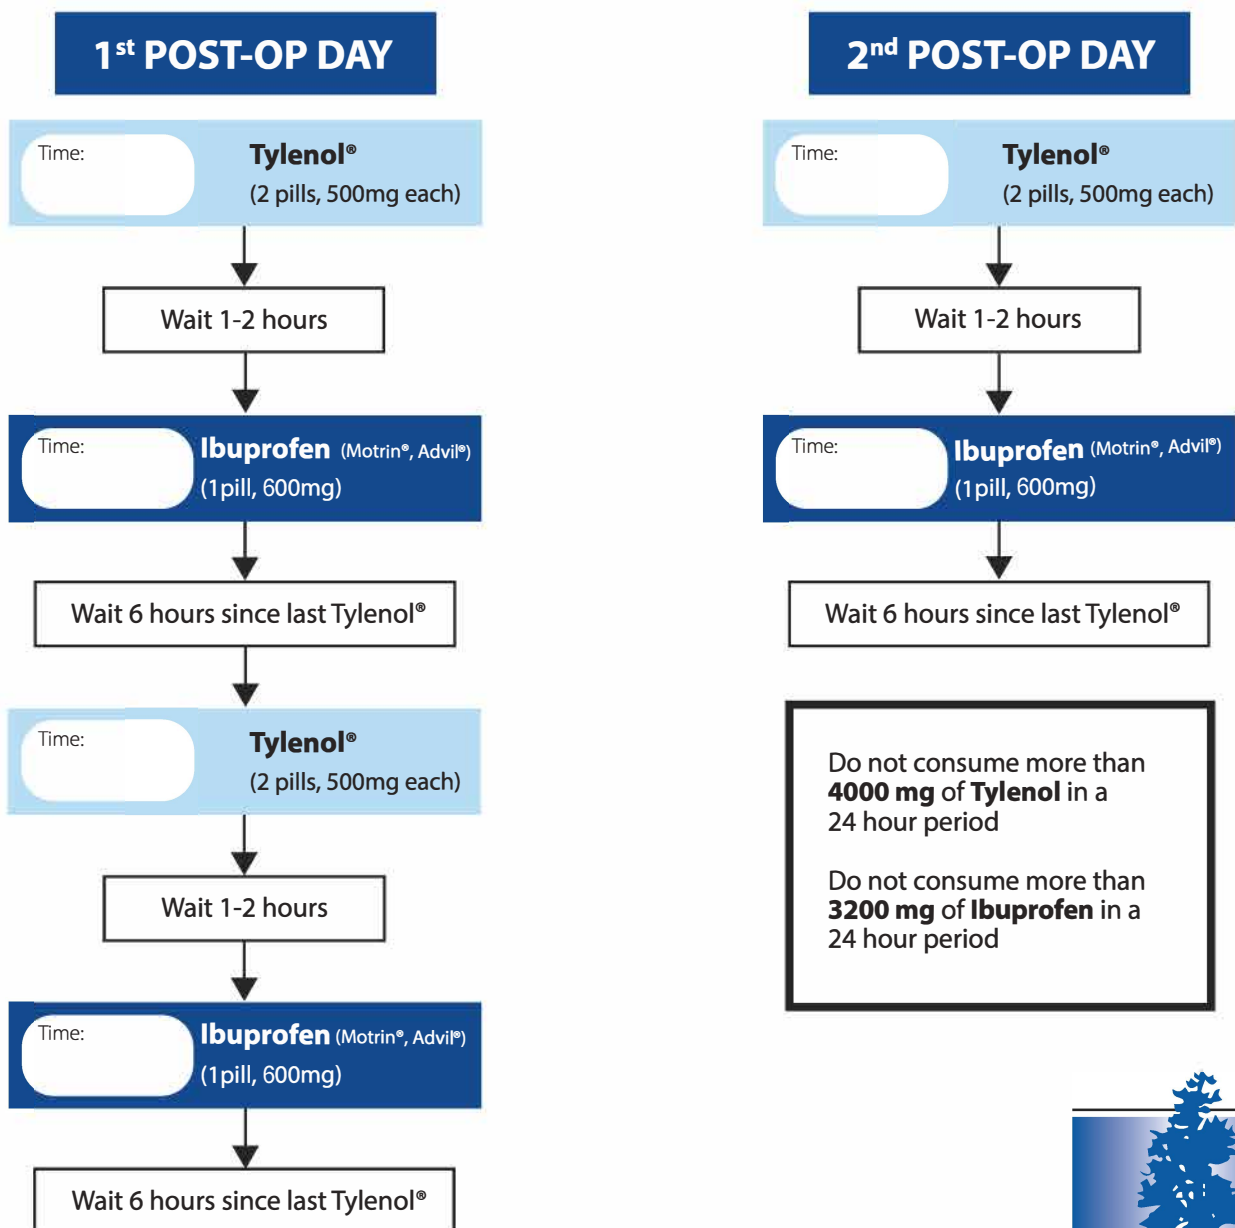 1st POST-OP DAY
Time:
Tylenol®
(2 pills, 500mg each)
Wait 1-2 hours
Time:
Ibuprofen (Motrin®, Advil®)
(1pill, 600mg)
Wait 6 hours since last Tylenol®
Time:
Tylenol®
(2 pills, 500mg each)
Wait 1-2 hours
Time:
Ibuprofen (Motrin®, Advil®)
(1pill, 600mg)
Wait 6 hours since last Tylenol®
2nd POST-OP DAY
Time:
Tylenol®
(2 pills, 500mg each)
Wait 1-2 hours
Time:
Ibuprofen (Motrin®, Advil®)
(1pill, 600mg)
Wait 6 hours since last Tylenol®
Do not consume more than
4000 mg of Tylenol in a
24 hour period
Do not consume more than
3200 mg of Ibuprofen in a
24 hour period